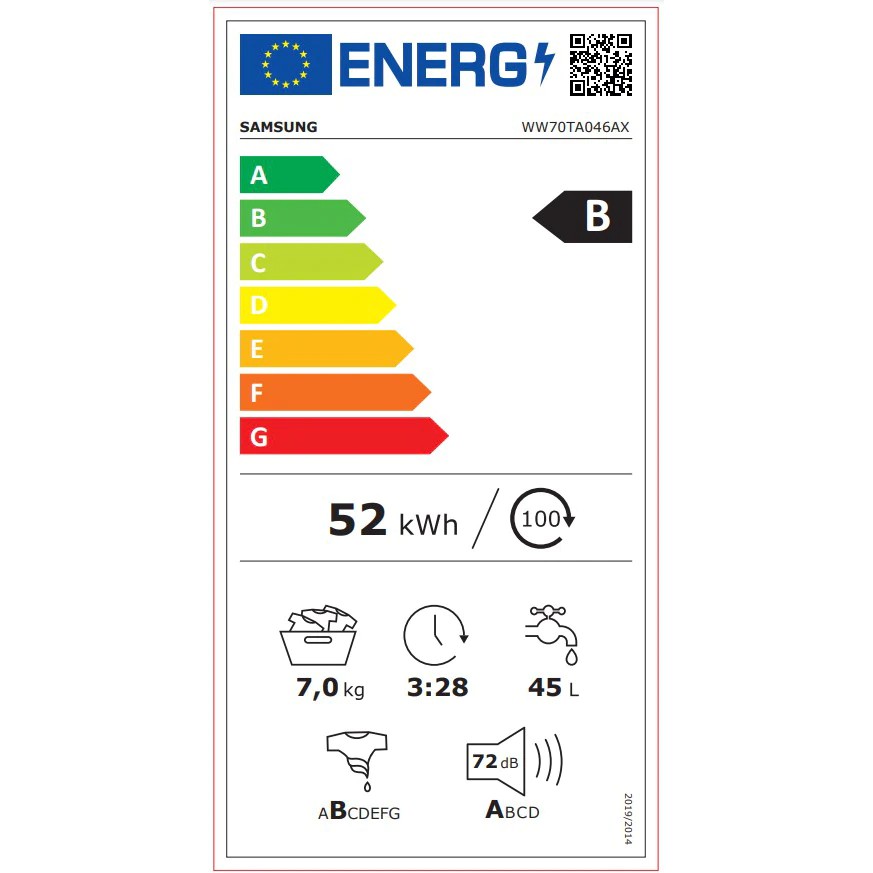 ENERG
SAMSUNG WW70TA046AX
A
B
B
C
D
E
F
G
52 kWh / 100
7,0 kg 3:28 45 L
72 dB
ABCDEFG ABCD
2019/2014